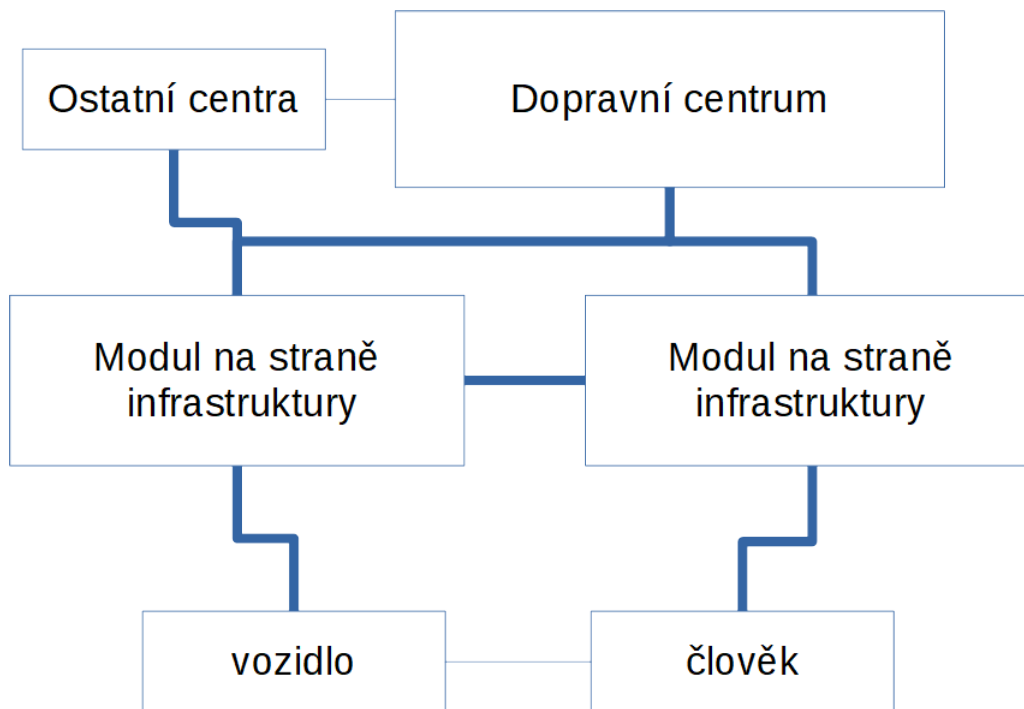 Ostatní centra
Dopravní centrum
Modul na straně
infrastruktury
Modul na straně
infrastruktury
vozidlo
člověk